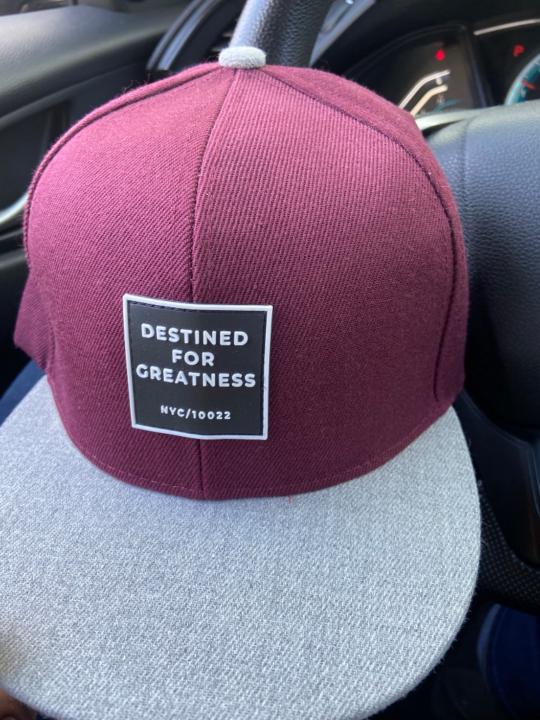 DESTINED
FOR
GREATNESS
NYC/10022
P